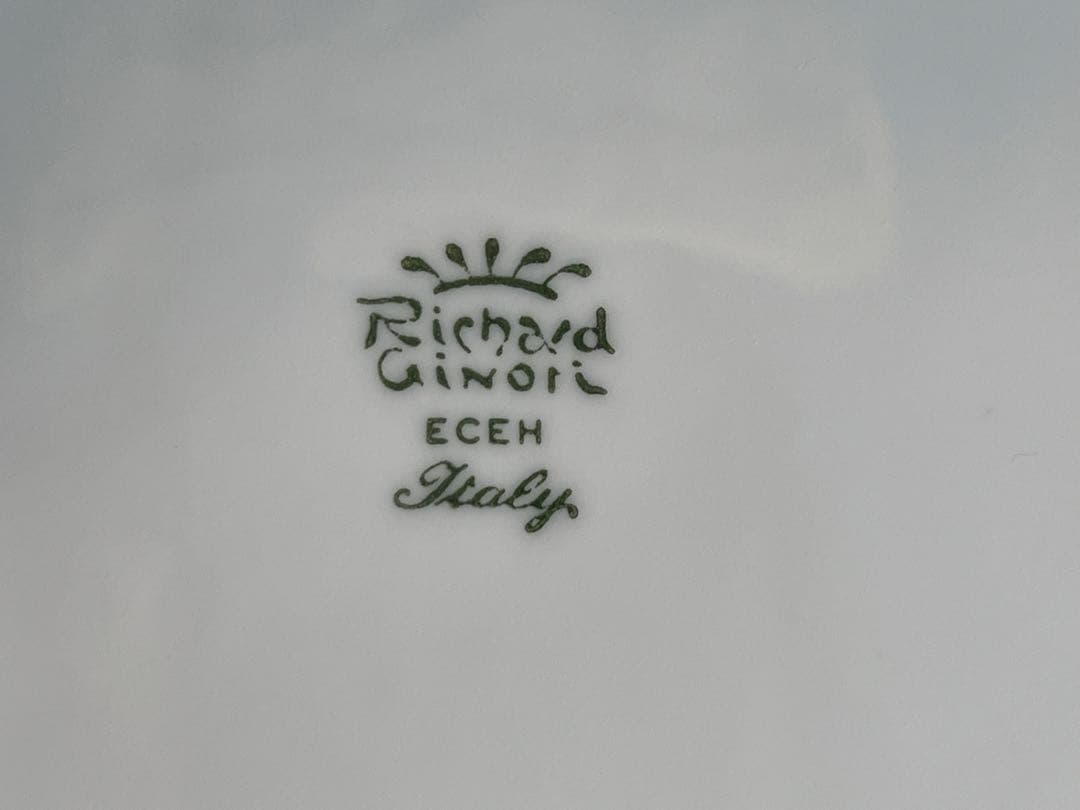 Richard
Ginori
ECEH
Italy